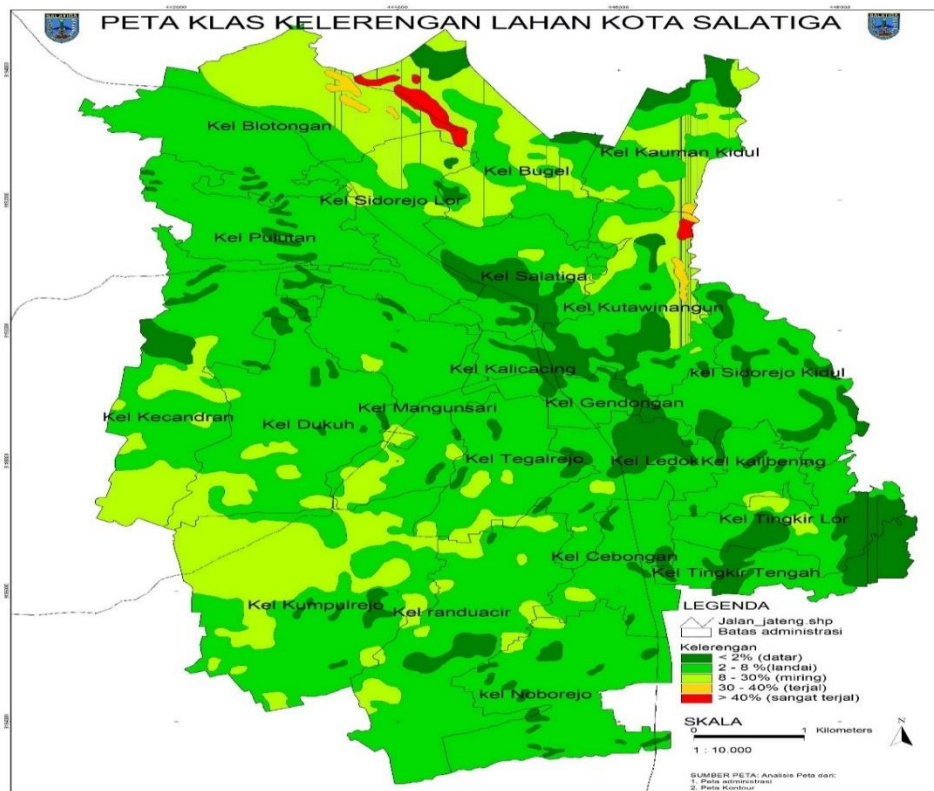 PETA KLAS KELERENGAN LAHAN KOTA SALATIGA
SALATIGA
SALATIGA
Kel Blotongan
Kel Kauman Kidul
Kel Bugel
Kel Sidorejo Lor
Kel Pulutan
Kel Salatiga
Kel Kutawinangun
Kel Kalicacing
kel Sidorejo Kidul
Kel Gendongan
Kel Mangunsari
Kel Kecandran
Kel Dukuh
Kel Tegalrejo
Kel Ledok
Kel kalibening
Kel Tingkir Lor
Kel Cebongan
Kel Tingkir Tengah
Kel Kumpulrejo
Kel randuacir
kel Noborejo
LEGENDA
Jalan_jateng.shp
Batas administrasi
Kelerengan
< 2% (datar)
2 - 8 %(landai)
8 - 30% (miring)
30 - 40% (terjal)
> 40% (sangat terjal)
SKALA
0 1 Kilometers
1 : 10.000
N
SUMBER PETA: Analisis Peta dari:
1. Peta administrasi
2. Peta Kontour